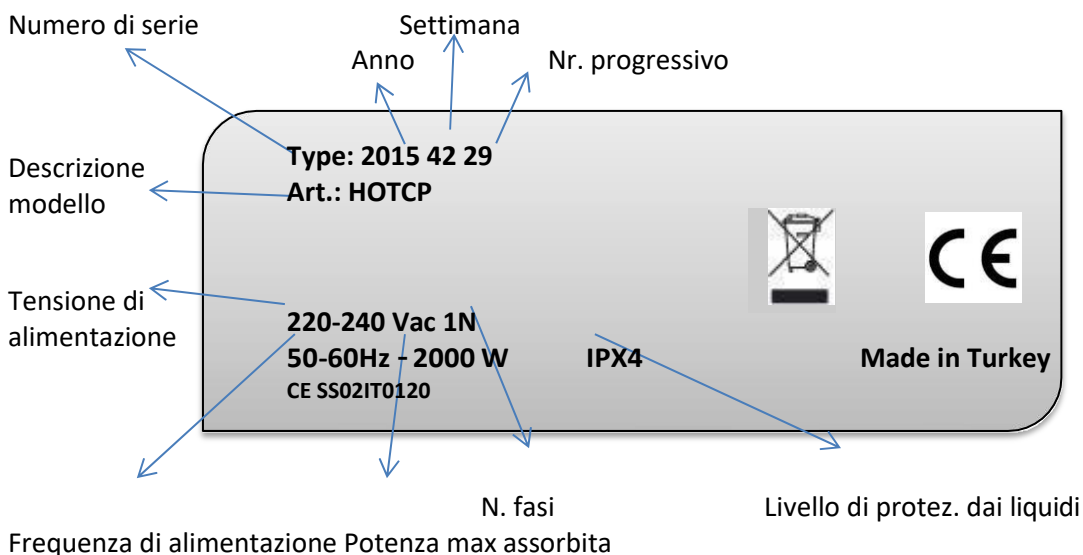 Numero di serie
Settimana
Anno
Nr. progressivo
Type: 2015 42 29
Descrizione
modello
Art.: HOTCP
CE
Tensione di
alimentazione
220-240 Vac 1N
50-60Hz - 2000 W
IPX4
Made in Turkey
CE SS02IT0120
N. fasi
Livello di protez. dai liquidi
Frequenza di alimentazione Potenza max assorbita